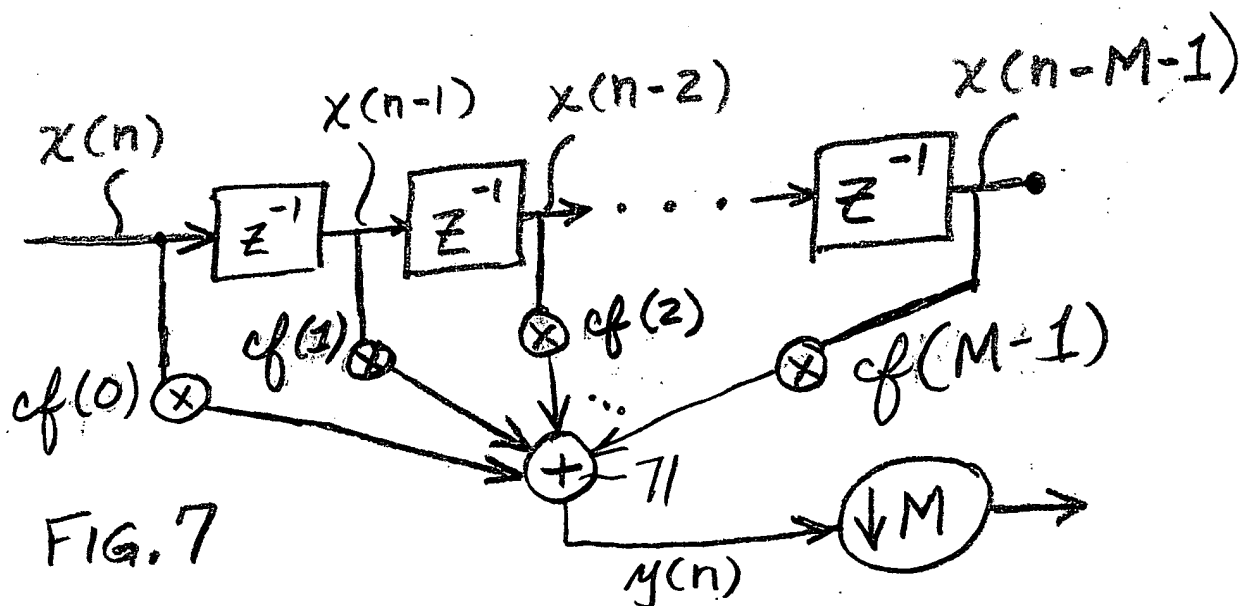 x(n)
x(n-1)
x(n-2)
x(n-M-1)
z⁻¹
z⁻¹
z⁻¹
cf(0)
cf(1)
cf(2)
cf(M-1)
×
×
×
×
+
71
...
↓M
y(n)
FIG. 7